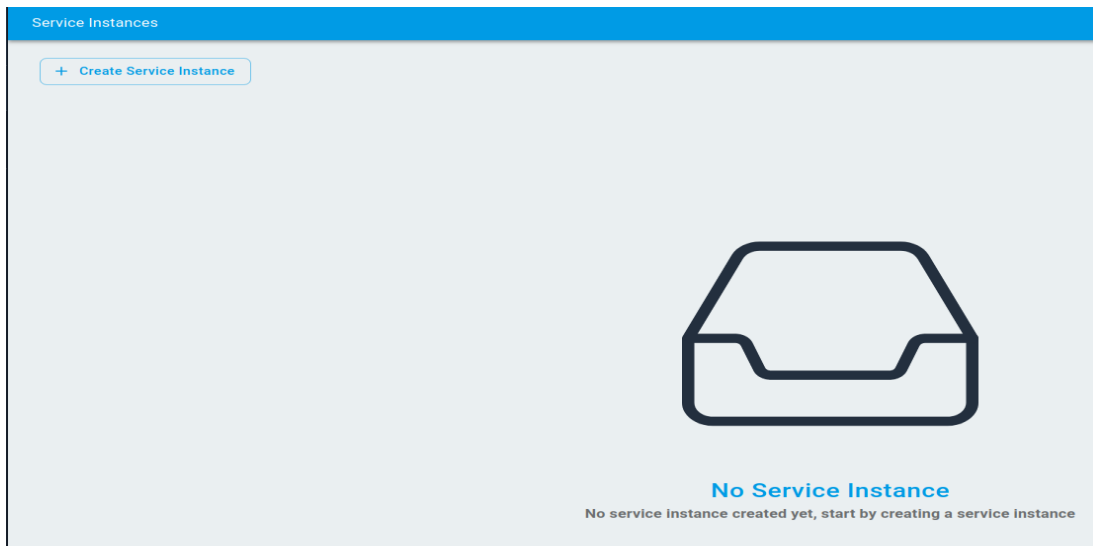 Service Instances
+ Create Service Instance
No Service Instance
No service instance created yet, start by creating a service instance